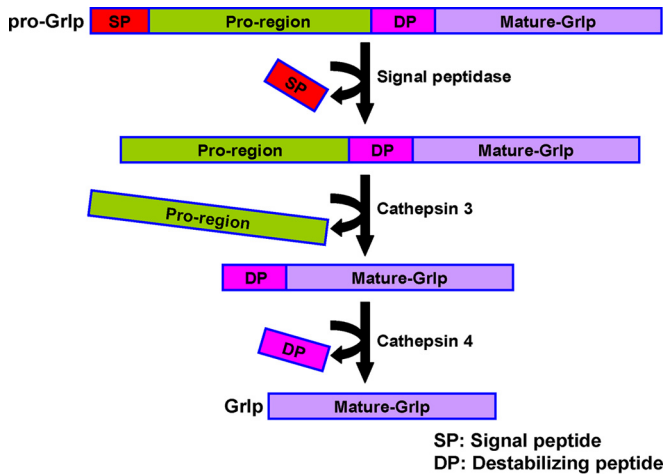 pro-Grlp SP Pro-region DP Mature-Grlp
Signal peptidase
SP
Pro-region DP Mature-Grlp
Cathepsin 3
Pro-region
DP Mature-Grlp
Cathepsin 4
DP
Grlp Mature-Grlp
SP: Signal peptide
DP: Destabilizing peptide